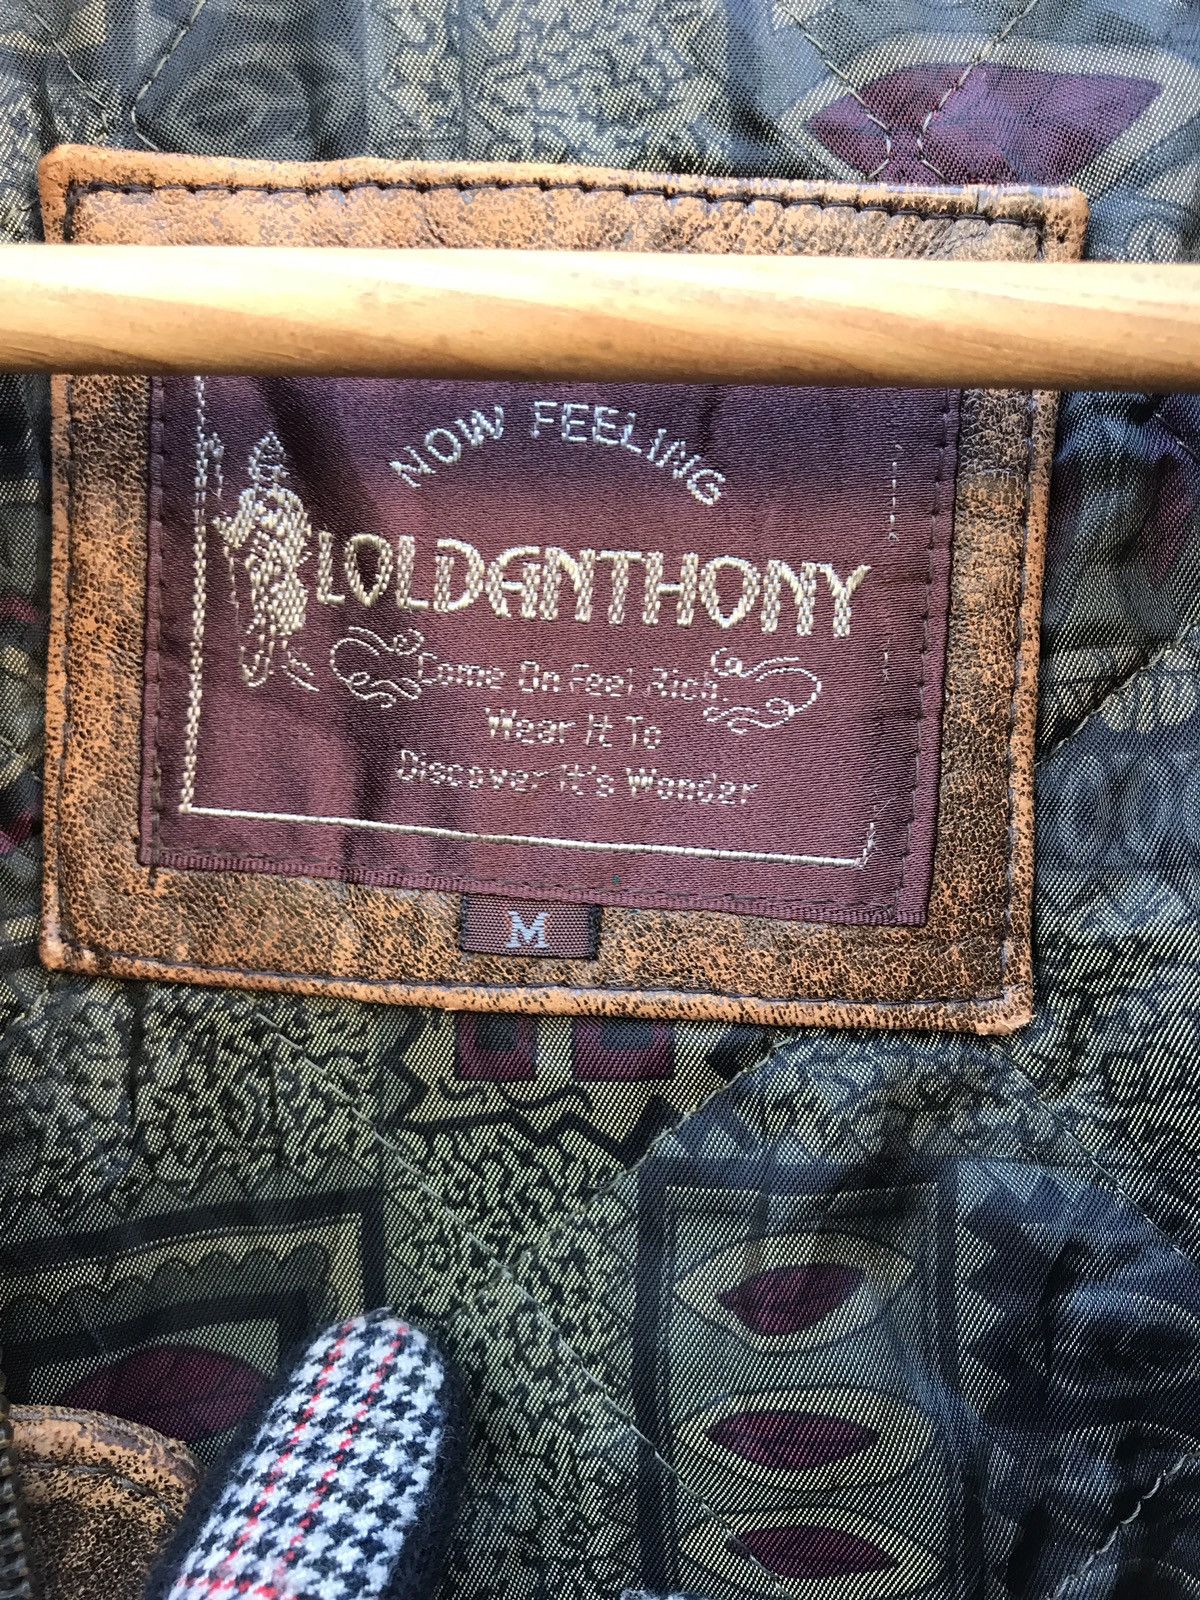 NOW FEELING
LOLDANTHONY
Come On Feel Rich
Wear It To
Discover It's Wonder
M